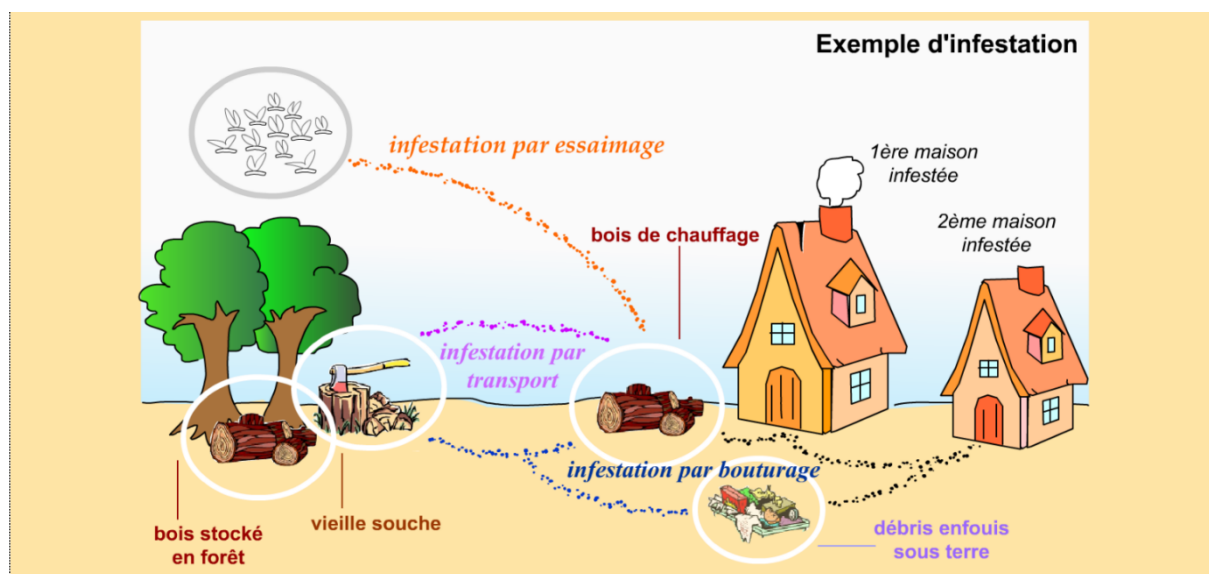 Exemple d'infestation
infestation par essaimage
1ère maison
infestée
2ème maison
infestée
bois de chauffage
infestation par
transport
infestation par bouturage
vieille souche
bois stocké
en forêt
débris enfouis
sous terre